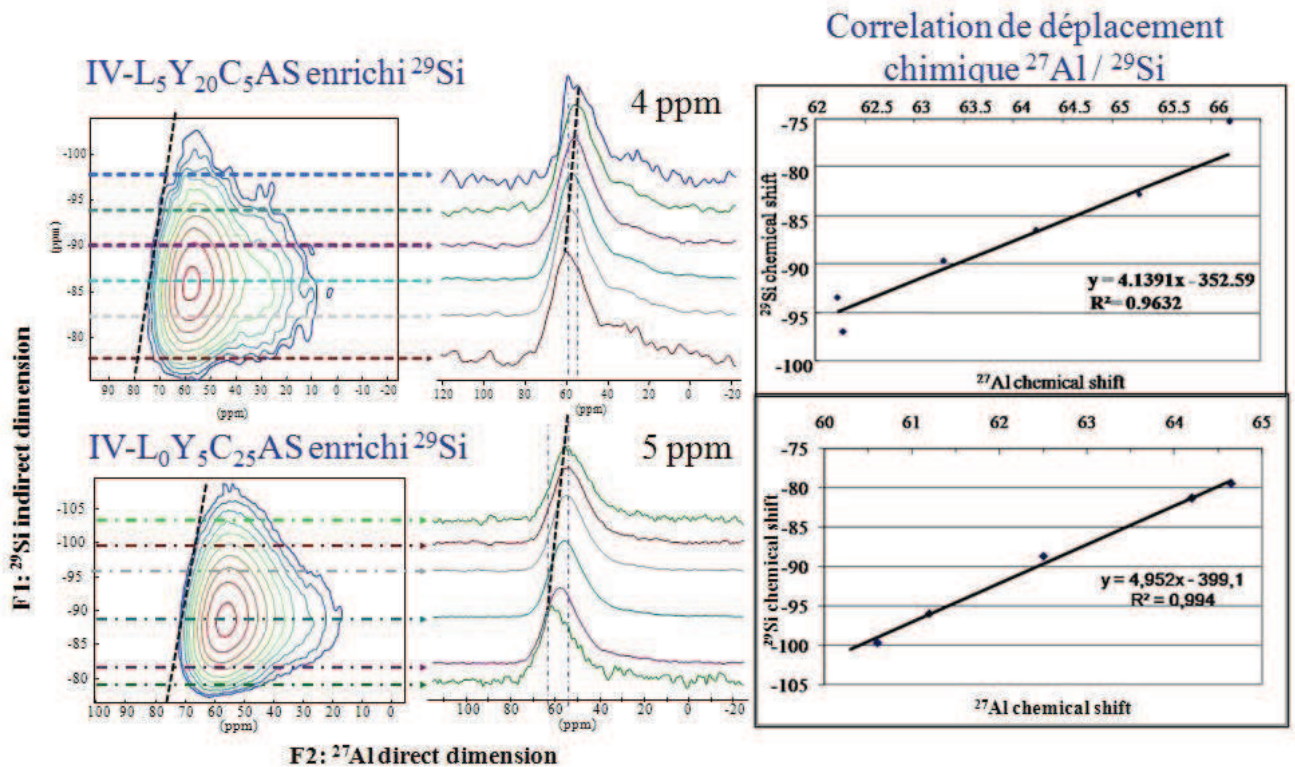 Correlation de déplacement
chimique ²⁷Al / ²⁹Si
IV-L₅Y₂₀C₅AS enrichi ²⁹Si
4 ppm
-100
-95
-90
-85
-80
(ppm)
90 80 70 60 50 40 30 20 10 0 -10
(ppm)
120 100 80 60 40 20 0 -20
(ppm)
62 62.5 63 63.5 64 64.5 65 65.5 66
-75
-80
-85
-90
-95
-100
²⁹Si chemical shift
y = 4.1391x - 352.59
R² = 0.9632
²⁷Al chemical shift
F1: ²⁹Si indirect dimension
IV-L₀Y₅C₂₅AS enrichi ²⁹Si
5 ppm
-105
-100
-95
-90
-85
-80
100 90 80 70 60 50 40 30 20 10 0
(ppm)
100 80 60 40 20 0 -20
(ppm)
60 61 62 63 64 65
-75
-80
-85
-90
-95
-100
-105
²⁹Si chemical shift
y = 4,952x - 399,1
R² = 0,994
²⁷Al chemical shift
F2: ²⁷Al direct dimension